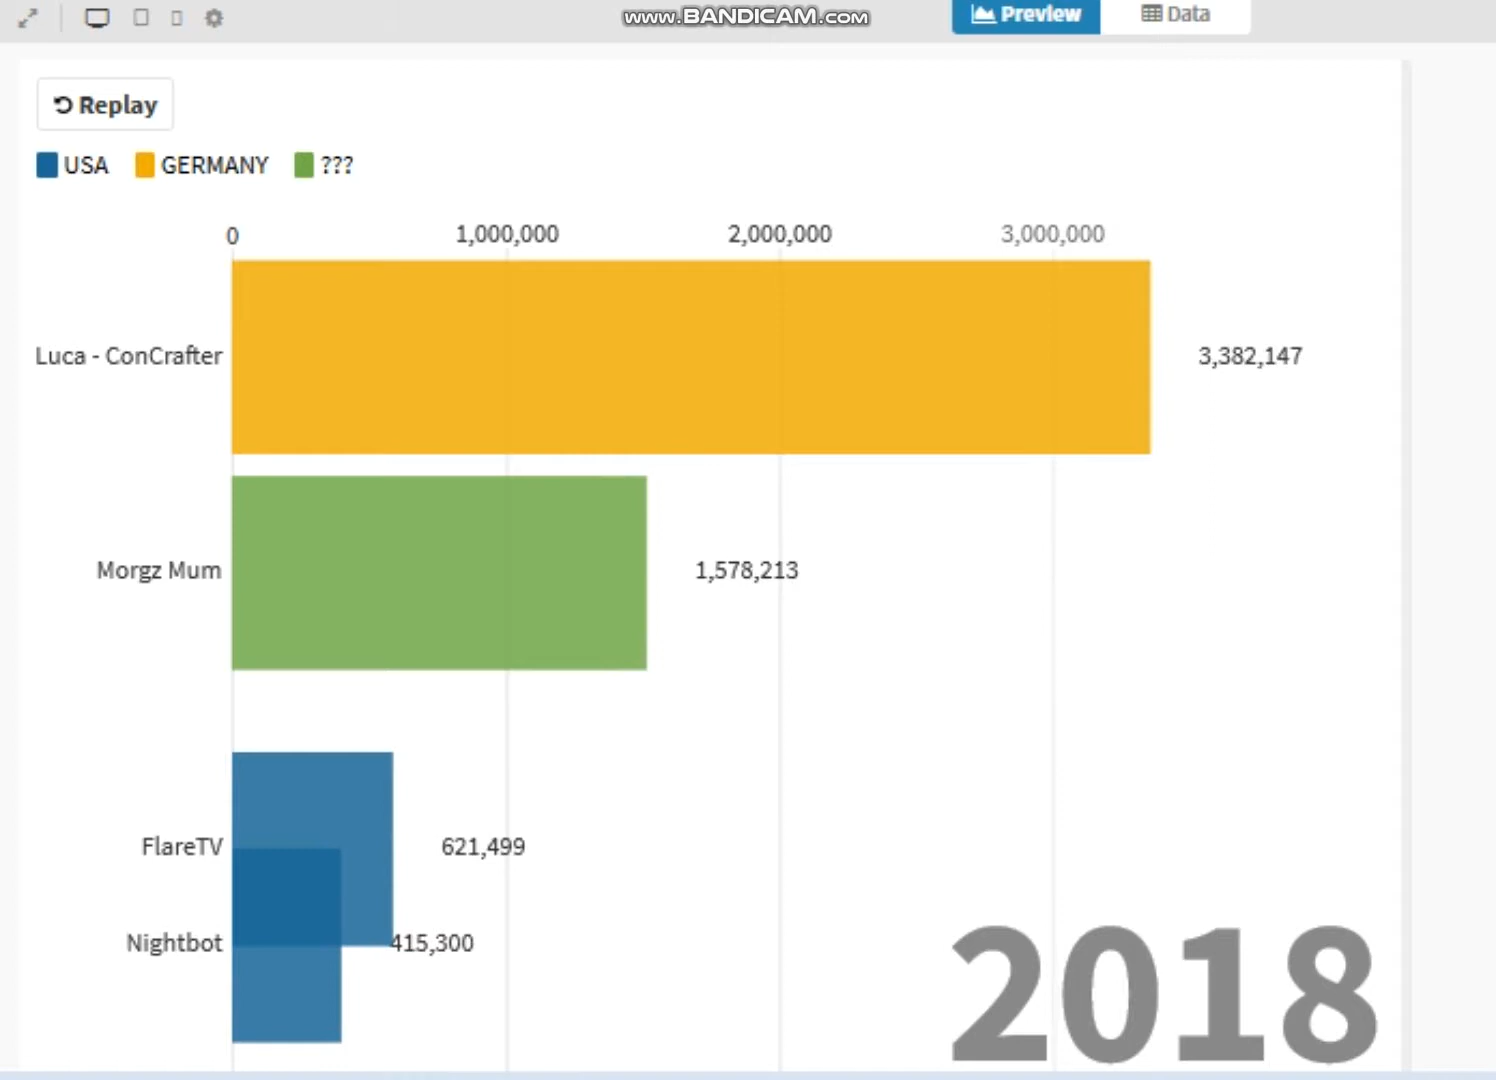 www.BANDICAM.com
Preview
Data
Replay
USA GERMANY ???
0 1,000,000 2,000,000 3,000,000
Luca - ConCrafter 3,382,147
Morgz Mum 1,578,213
FlareTV 621,499
Nightbot 415,300
2018